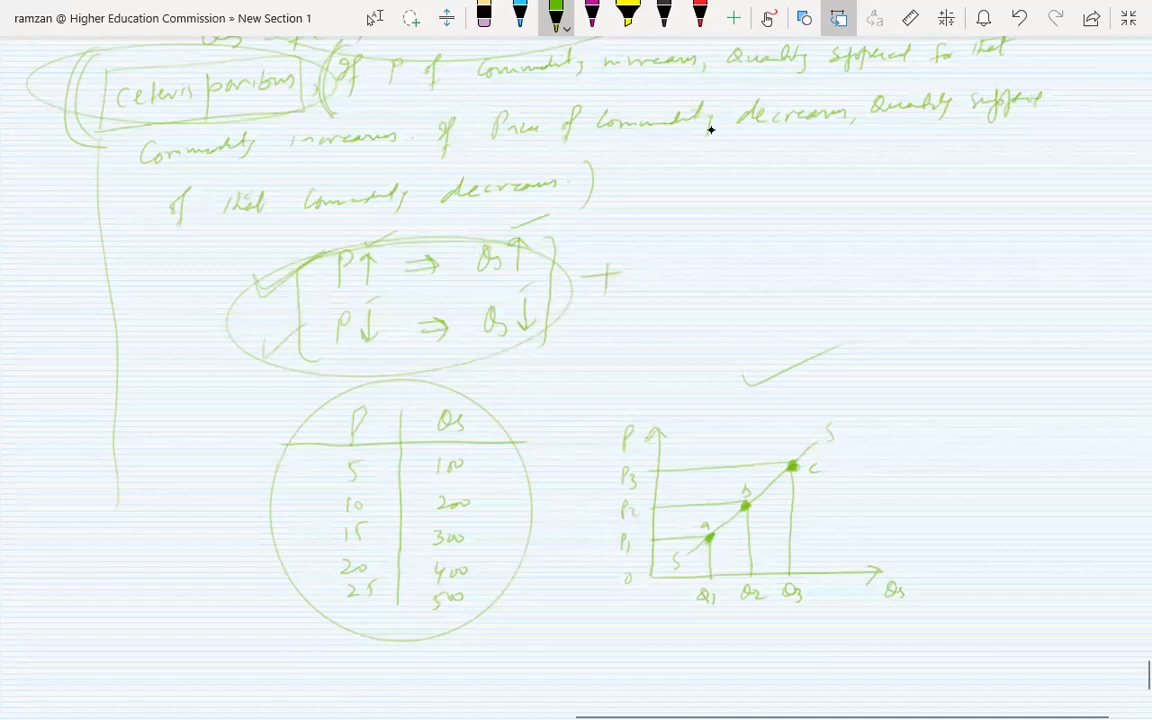 ramzan @ Higher Education Commission » New Section 1
Ceteris paribus, (If P of Commodity increases, Quantity supplied for that
Commodity increases. If Price of Commodity decreases, Quantity supplied
of that Commodity decreases.)
P↑ ⇒ Qs↑
+
P↓ ⇒ Qs↓
P Qs
5 100
10 200
15 300
20 400
25 500
P S
P3 c
P2 b
P1 a
S
0
Q1 Q2 Q3 Qs